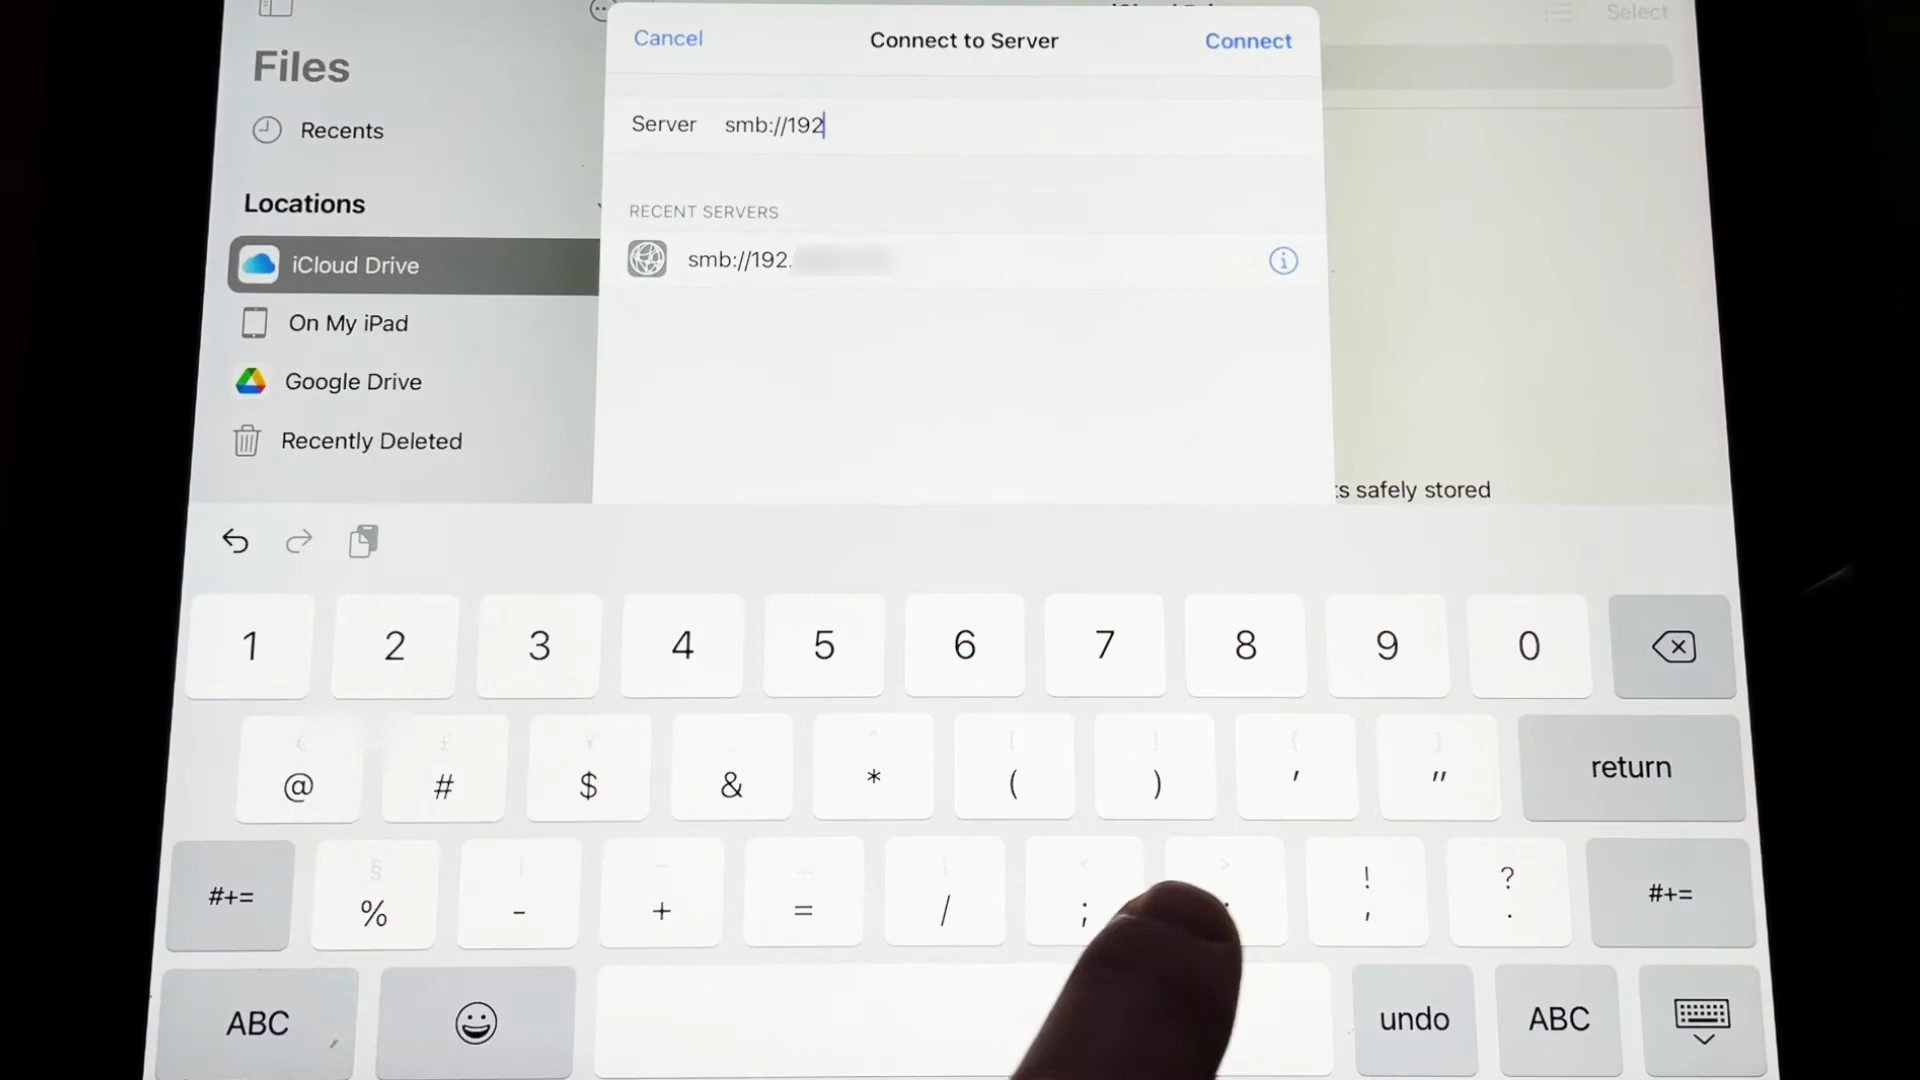 Select
Cancel
Connect to Server
Connect
Files
Recents
Server smb://192
Locations
RECENT SERVERS
iCloud Drive
smb://192.
On My iPad
Google Drive
Recently Deleted
s safely stored
1 2 3 4 5 6 7 8 9 0
€ £ ¥ ^ [ ] { }
@ # $ & * ( ) ' "
return
§ | \ < > ! ?
#+= % - + = / ; , . #+=
ABC undo ABC